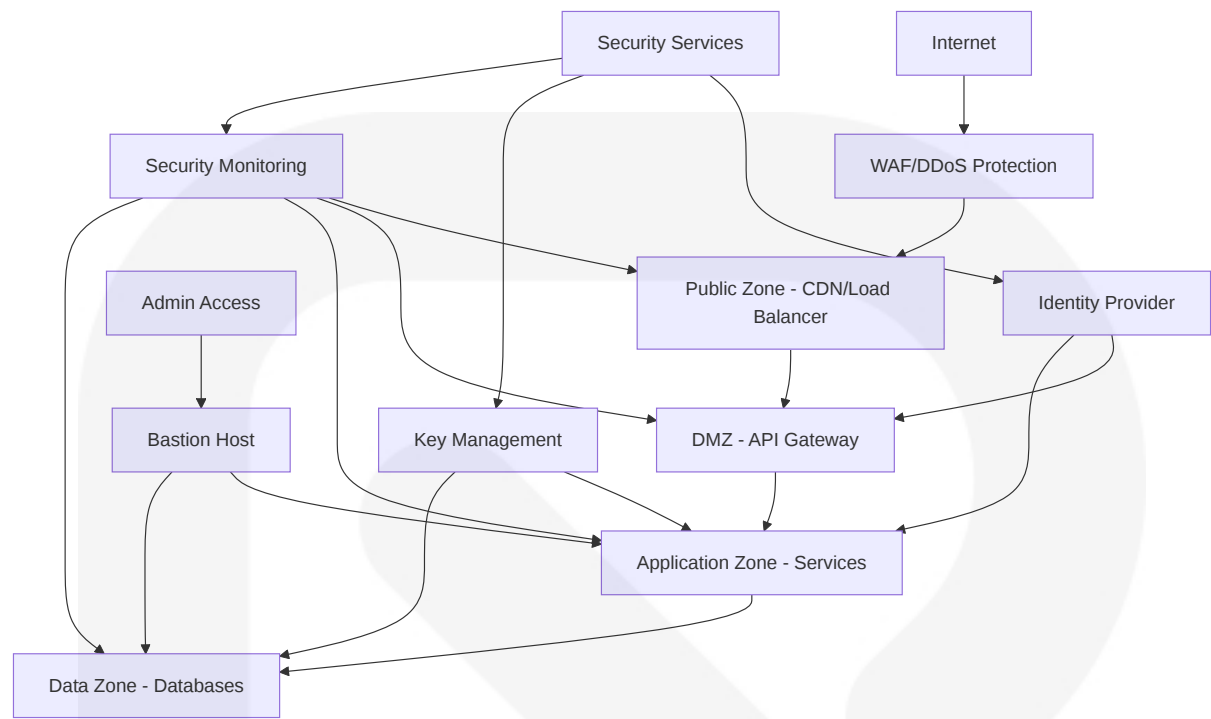 Security Services
Internet
Security Monitoring
WAF/DDoS Protection
Admin Access
Public Zone - CDN/Load
Balancer
Identity Provider
Bastion Host
Key Management
DMZ - API Gateway
Application Zone - Services
Data Zone - Databases